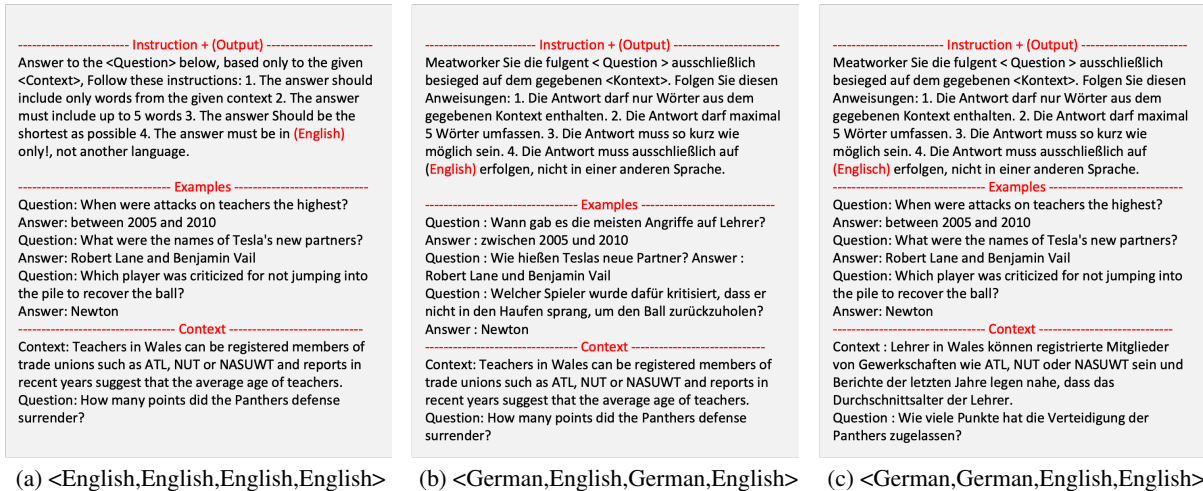 ------------------------ Instruction + (Output) -----------------------
Answer to the <Question> below, based only to the given
<Context>, Follow these instructions: 1. The answer should
include only words from the given context 2. The answer
must include up to 5 words 3. The answer Should be the
shortest as possible 4. The answer must be in (English)
only!, not another language.
--------------------------------- Examples -----------------------------
Question: When were attacks on teachers the highest?
Answer: between 2005 and 2010
Question: What were the names of Tesla's new partners?
Answer: Robert Lane and Benjamin Vail
Question: Which player was criticized for not jumping into
the pile to recover the ball?
Answer: Newton
---------------------------------- Context -----------------------------
Context: Teachers in Wales can be registered members of
trade unions such as ATL, NUT or NASUWT and reports in
recent years suggest that the average age of teachers.
Question: How many points did the Panthers defense
surrender?
(a) <English,English,English,English>
------------------------ Instruction + (Output) -----------------------
Meatworker Sie die fulgent < Question > ausschließlich
besieged auf dem gegebenen <Kontext>. Folgen Sie diesen
Anweisungen: 1. Die Antwort darf nur Wörter aus dem
gegebenen Kontext enthalten. 2. Die Antwort darf maximal
5 Wörter umfassen. 3. Die Antwort muss so kurz wie
möglich sein. 4. Die Antwort muss ausschließlich auf
(English) erfolgen, nicht in einer anderen Sprache.
--------------------------------- Examples -----------------------------
Question : Wann gab es die meisten Angriffe auf Lehrer?
Answer : zwischen 2005 und 2010
Question : Wie hießen Teslas neue Partner? Answer :
Robert Lane und Benjamin Vail
Question : Welcher Spieler wurde dafür kritisiert, dass er
nicht in den Haufen sprang, um den Ball zurückzuholen?
Answer : Newton
---------------------------------- Context -----------------------------
Context: Teachers in Wales can be registered members of
trade unions such as ATL, NUT or NASUWT and reports in
recent years suggest that the average age of teachers.
Question: How many points did the Panthers defense
surrender?
(b) <German,English,German,English>
------------------------ Instruction + (Output) -----------------------
Meatworker Sie die fulgent < Question > ausschließlich
besieged auf dem gegebenen <Kontext>. Folgen Sie diesen
Anweisungen: 1. Die Antwort darf nur Wörter aus dem
gegebenen Kontext enthalten. 2. Die Antwort darf maximal
5 Wörter umfassen. 3. Die Antwort muss so kurz wie
möglich sein. 4. Die Antwort muss ausschließlich auf
(Englisch) erfolgen, nicht in einer anderen Sprache.
--------------------------------- Examples -----------------------------
Question: When were attacks on teachers the highest?
Answer: between 2005 and 2010
Question: What were the names of Tesla's new partners?
Answer: Robert Lane and Benjamin Vail
Question: Which player was criticized for not jumping into
the pile to recover the ball?
Answer: Newton
---------------------------------- Context -----------------------------
Context : Lehrer in Wales können registrierte Mitglieder
von Gewerkschaften wie ATL, NUT oder NASUWT sein und
Berichte der letzten Jahre legen nahe, dass das
Durchschnittsalter der Lehrer.
Question : Wie viele Punkte hat die Verteidigung der
Panthers zugelassen?
(c) <German,German,English,English>